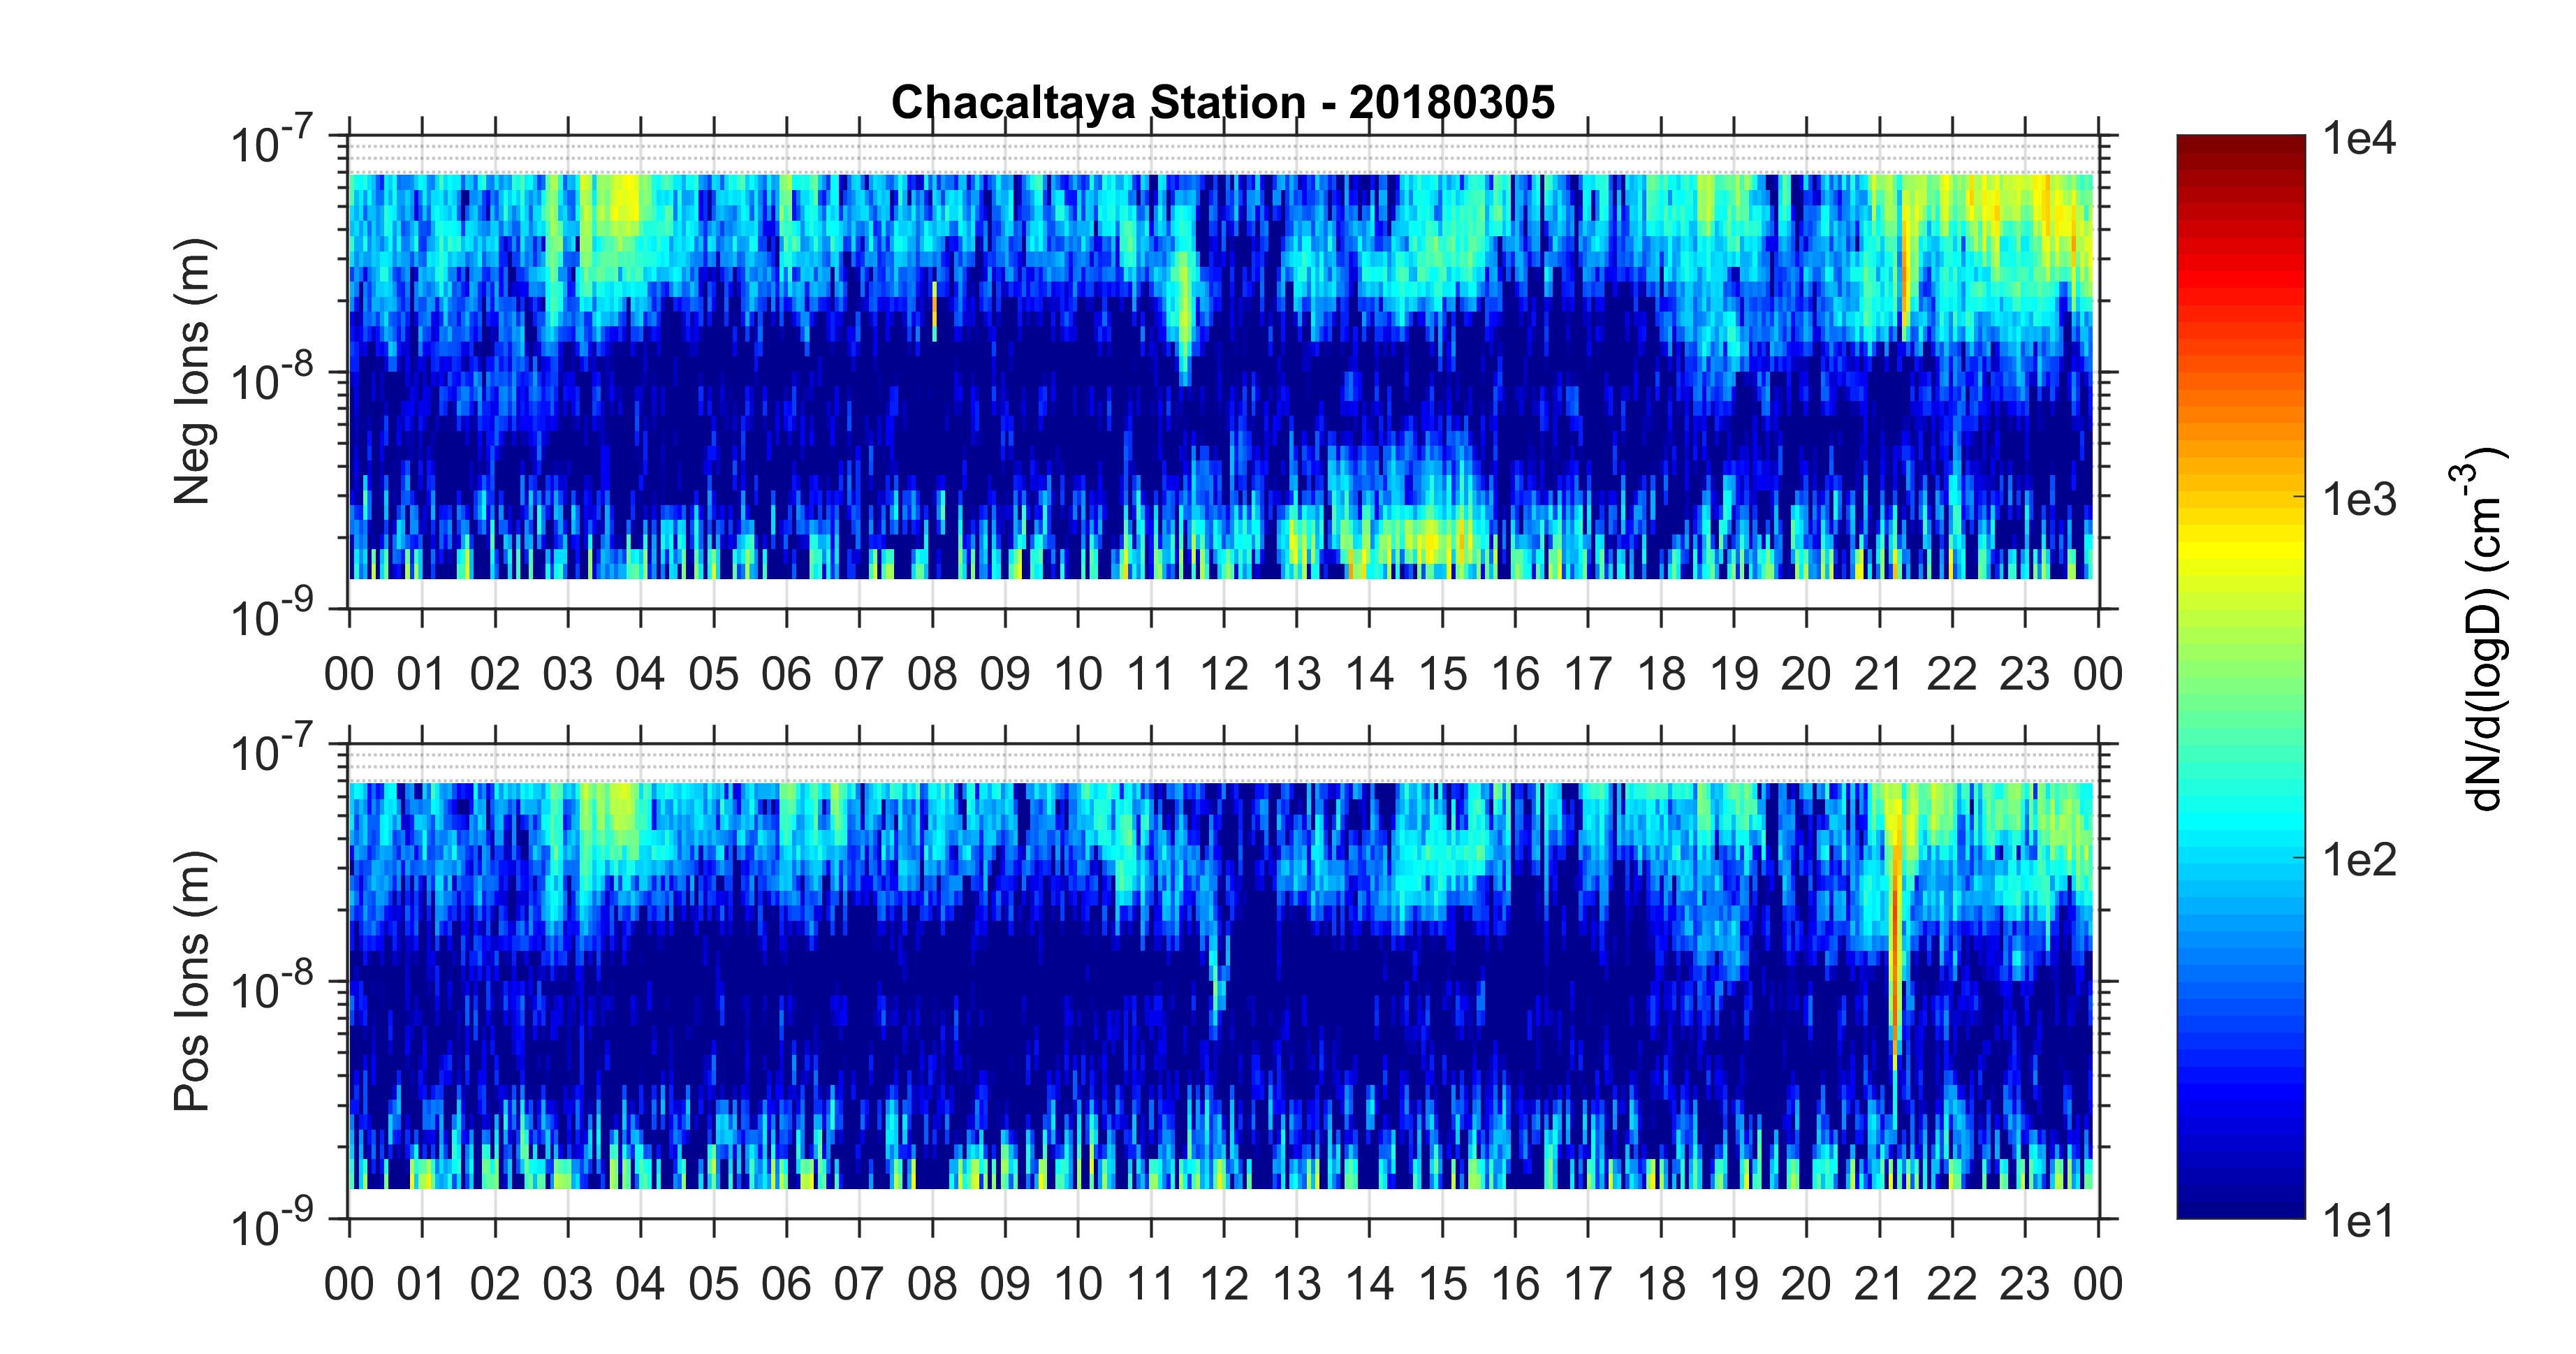 Chacaltaya Station - 20180305
10-7
10-8
10-9
Neg Ions (m)
00 01 02 03 04 05 06 07 08 09 10 11 12 13 14 15 16 17 18 19 20 21 22 23 00
10-7
10-8
10-9
Pos Ions (m)
00 01 02 03 04 05 06 07 08 09 10 11 12 13 14 15 16 17 18 19 20 21 22 23 00
1e4
1e3
1e2
1e1
dN/d(logD) (cm-3)